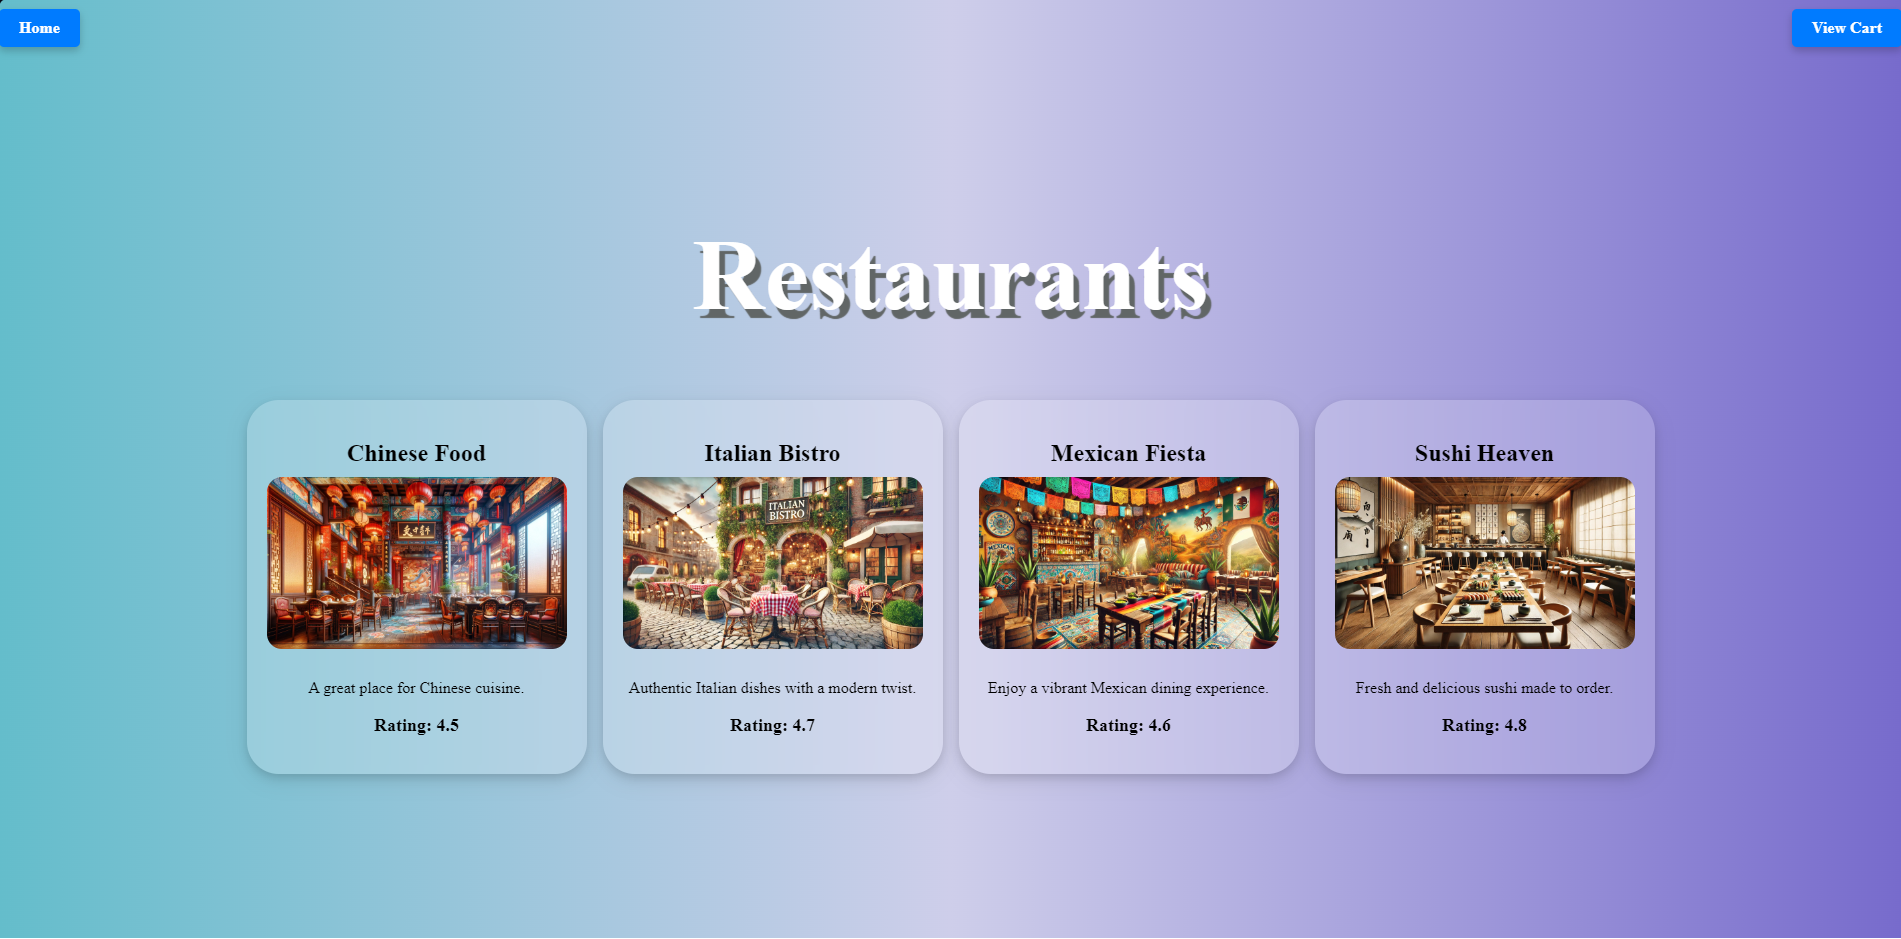 Home
View Cart
Restaurants
Chinese Food
ITALIAN
BISTRO
MEXICAN
A great place for Chinese cuisine.
Rating: 4.5
Italian Bistro
Authentic Italian dishes with a modern twist.
Rating: 4.7
Mexican Fiesta
Enjoy a vibrant Mexican dining experience.
Rating: 4.6
Sushi Heaven
Fresh and delicious sushi made to order.
Rating: 4.8